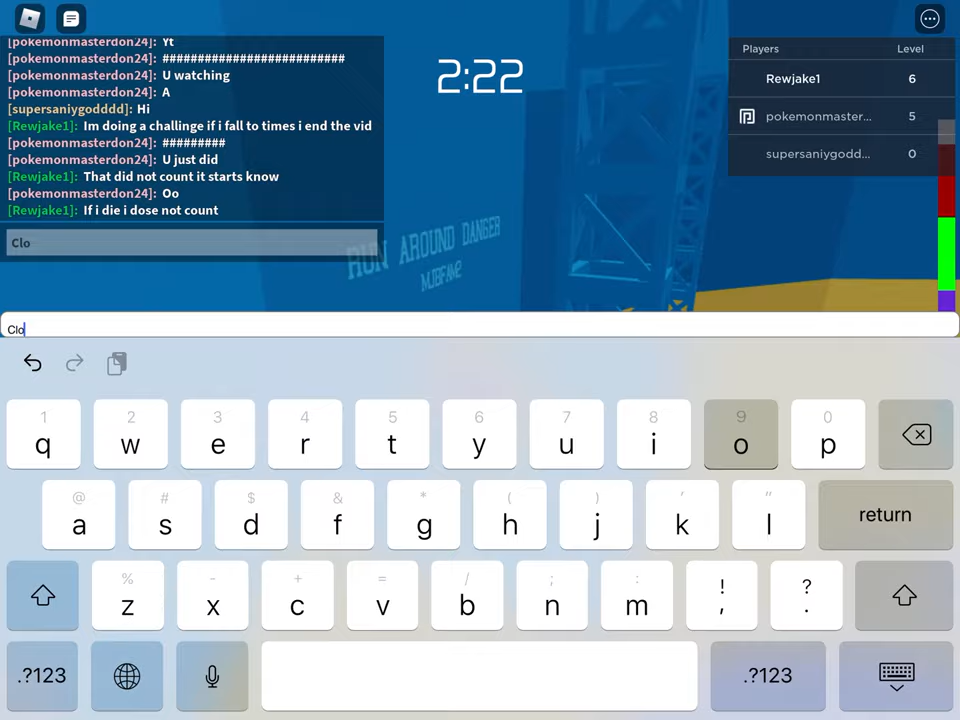 [pokemonmasterdon24]: Yt
[pokemonmasterdon24]: ##########################
[pokemonmasterdon24]: U watching
[pokemonmasterdon24]: A
[supersaniygodddd]: Hi
[Rewjake1]: Im doing a challinge if i fall to times i end the vid
[pokemonmasterdon24]: #########
[pokemonmasterdon24]: U just did
[Rewjake1]: That did not count it starts know
[pokemonmasterdon24]: Oo
[Rewjake1]: If i die i dose not count
Clo
2:22
Players Level
Rewjake1 6
pokemonmaster... 5
supersaniygodd... 0
RUN AROUND DANGER
MJBFAM2
Clo
1 2 3 4 5 6 7 8 9 0
q w e r t y u i o p
@ # $ & * ( ) ' "
a s d f g h j k l return
% - + = / ; : ! ?
z x c v b n m , .
.?123 .?123